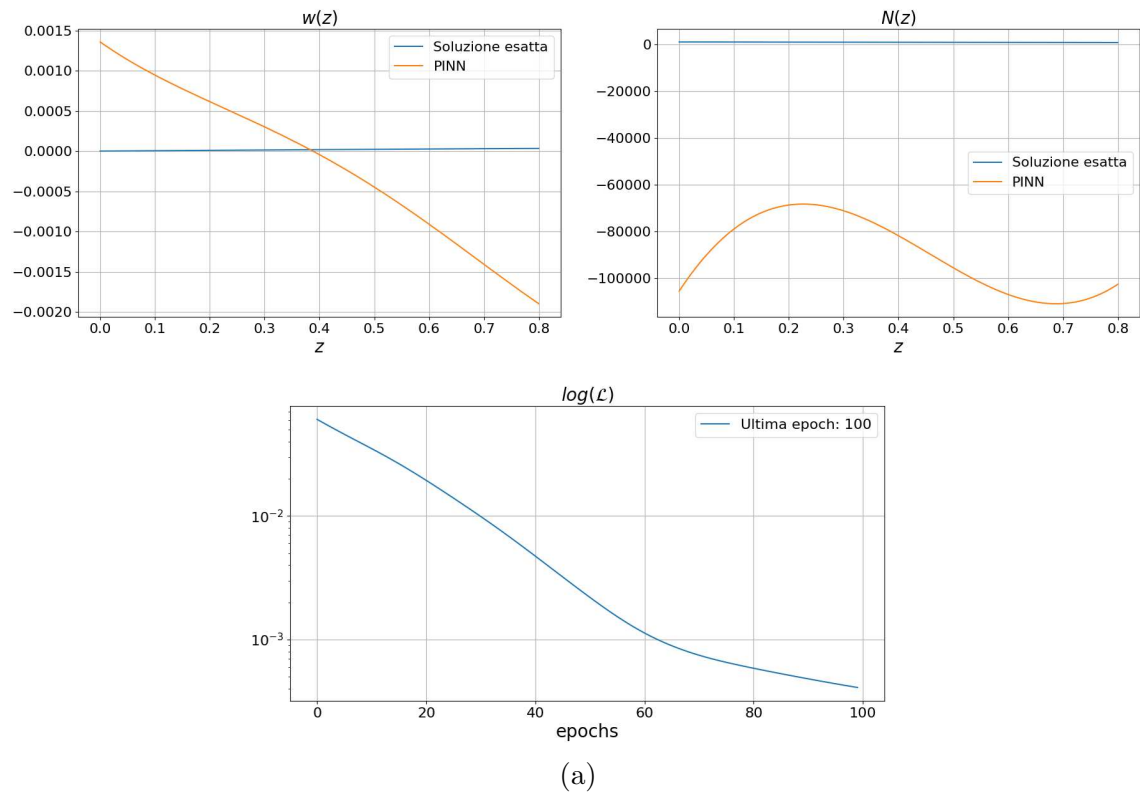 w(z)
0.0015
0.0010
0.0005
0.0000
−0.0005
−0.0010
−0.0015
−0.0020
Soluzione esatta
PINN
0.0 0.1 0.2 0.3 0.4 0.5 0.6 0.7 0.8
z
N(z)
0
−20000
−40000
−60000
−80000
−100000
Soluzione esatta
PINN
0.0 0.1 0.2 0.3 0.4 0.5 0.6 0.7 0.8
z
log(ℒ)
10⁻²
10⁻³
Ultima epoch: 100
0 20 40 60 80 100
epochs
(a)